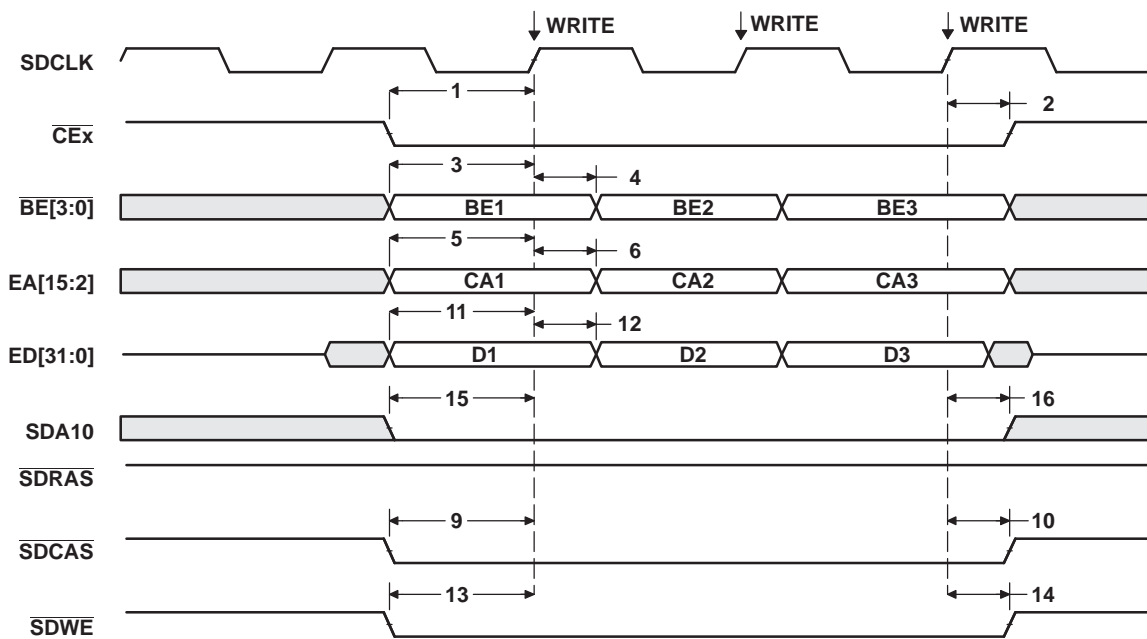 WRITE WRITE WRITE
SDCLK
1 2
CEx
3 4
BE[3:0] BE1 BE2 BE3
5 6
EA[15:2] CA1 CA2 CA3
11 12
ED[31:0] D1 D2 D3
15 16
SDA10
SDRAS
9 10
SDCAS
13 14
SDWE